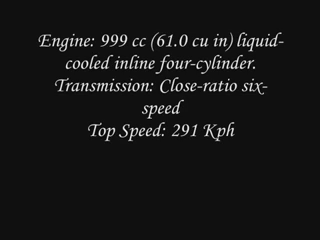 Engine: 999 cc (61.0 cu in) liquid-
cooled inline four-cylinder.
Transmission: Close-ratio six-
speed
Top Speed: 291 Kph